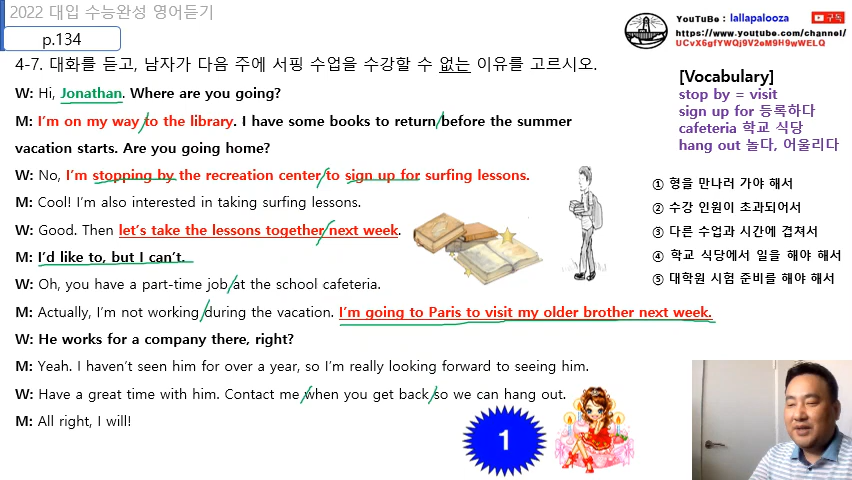 2022 대입 수능완성 영어듣기
p.134
YouTuBe : lallapalooza
구독
https://www.youtube.com/channel/
UCvX6gfYWQj9V2eM9H9wWELQ
4-7. 대화를 듣고, 남자가 다음 주에 서핑 수업을 수강할 수 없는 이유를 고르시오.
W: Hi, Jonathan. Where are you going?
M: I'm on my way to the library. I have some books to return before the summer
vacation starts. Are you going home?
W: No, I'm stopping by the recreation center to sign up for surfing lessons.
M: Cool! I'm also interested in taking surfing lessons.
W: Good. Then let's take the lessons together next week.
M: I'd like to, but I can't.
W: Oh, you have a part-time job at the school cafeteria.
M: Actually, I'm not working during the vacation. I'm going to Paris to visit my older brother next week.
W: He works for a company there, right?
M: Yeah. I haven't seen him for over a year, so I'm really looking forward to seeing him.
W: Have a great time with him. Contact me when you get back so we can hang out.
M: All right, I will!
[Vocabulary]
stop by = visit
sign up for 등록하다
cafeteria 학교 식당
hang out 놀다, 어울리다
① 형을 만나러 가야 해서
② 수강 인원이 초과되어서
③ 다른 수업과 시간에 겹쳐서
④ 학교 식당에서 일을 해야 해서
⑤ 대학원 시험 준비를 해야 해서
1